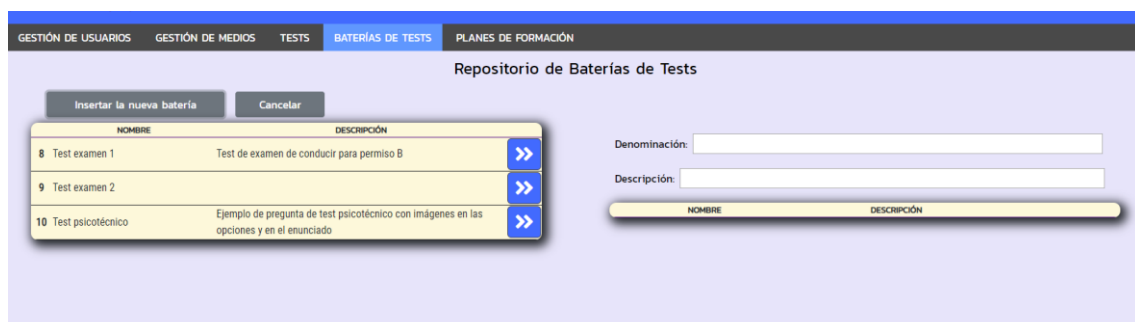 GESTIÓN DE USUARIOS GESTIÓN DE MEDIOS TESTS BATERÍAS DE TESTS PLANES DE FORMACIÓN
Repositorio de Baterías de Tests
Insertar la nueva batería Cancelar
NOMBRE DESCRIPCIÓN
8 Test examen 1 Test de examen de conducir para permiso B
9 Test examen 2
10 Test psicotécnico Ejemplo de pregunta de test psicotécnico con imágenes en las
opciones y en el enunciado
Denominación:
Descripción:
NOMBRE DESCRIPCIÓN